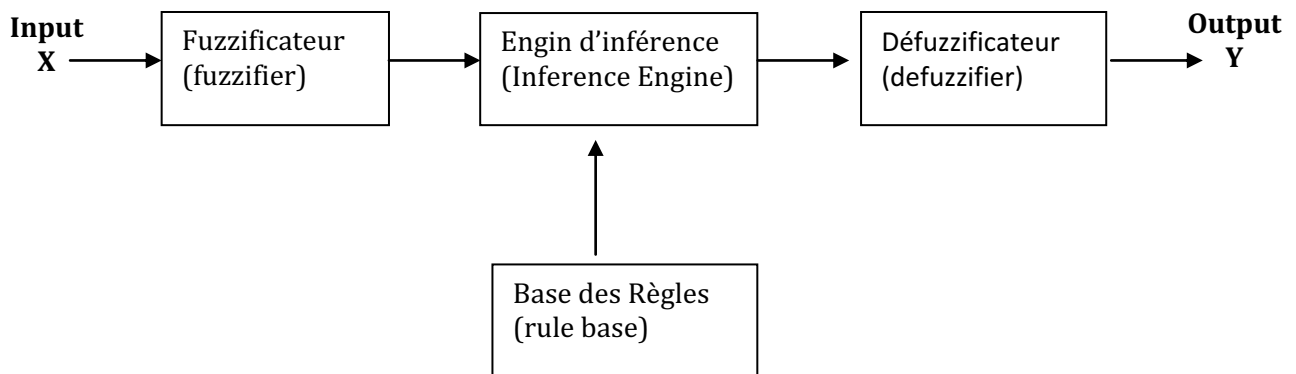 Input
X
Fuzzificateur
(fuzzifier)
Engin d’inférence
(Inference Engine)
Défuzzificateur
(defuzzifier)
Output
Y
Base des Règles
(rule base)